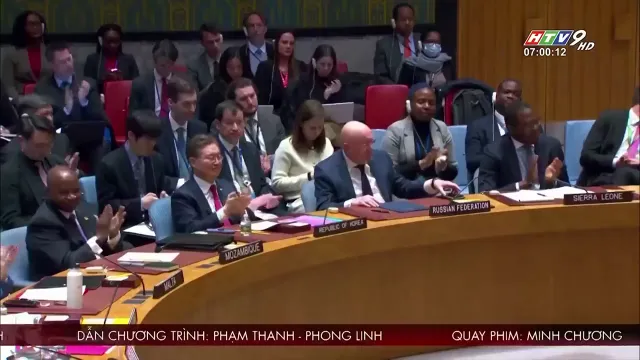 HTV9 HD
07:00:12
SIERRA LEONE
RUSSIAN FEDERATION
REPUBLIC OF KOREA
MOZAMBIQUE
MALTA
DẪN CHƯƠNG TRÌNH: PHẠM THANH - PHONG LINH
QUAY PHIM: MINH CHƯƠNG